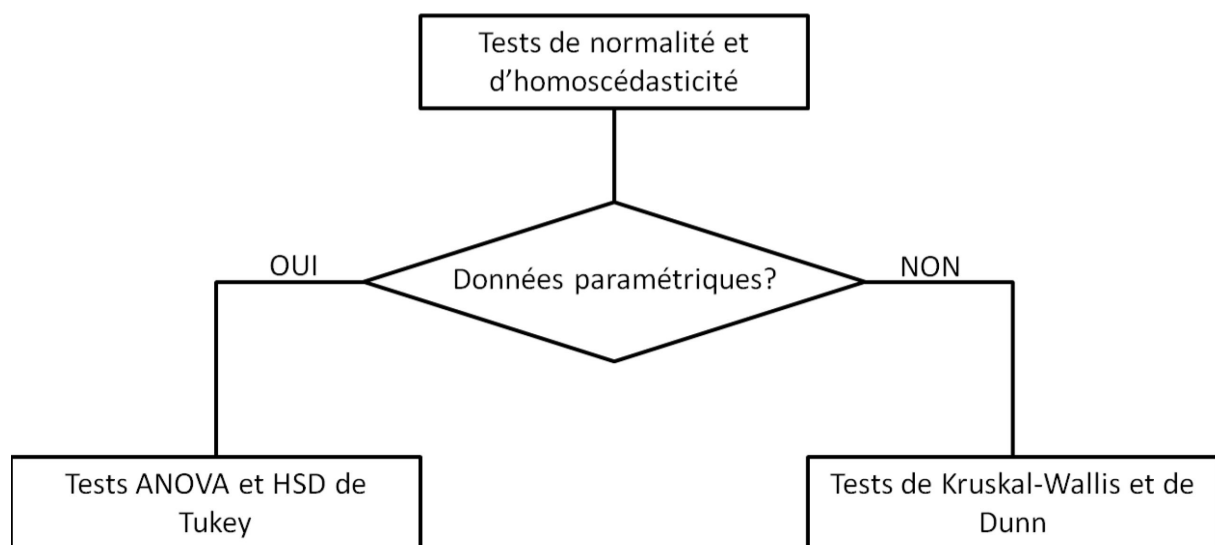 Tests de normalité et
d’homoscédasticité
OUI
Données paramétriques?
NON
Tests ANOVA et HSD de
Tukey
Tests de Kruskal-Wallis et de
Dunn